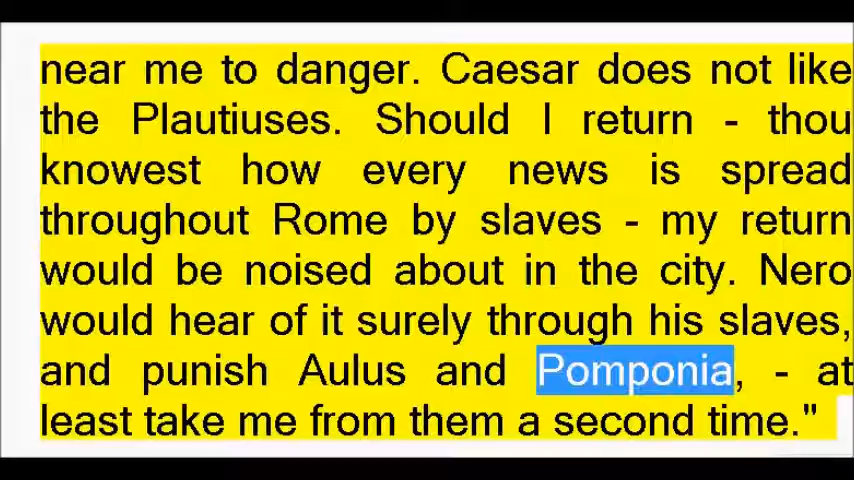 near me to danger. Caesar does not like
the Plautiuses. Should I return - thou
knowest how every news is spread
throughout Rome by slaves - my return
would be noised about in the city. Nero
would hear of it surely through his slaves,
and punish Aulus and Pomponia, - at
least take me from them a second time."